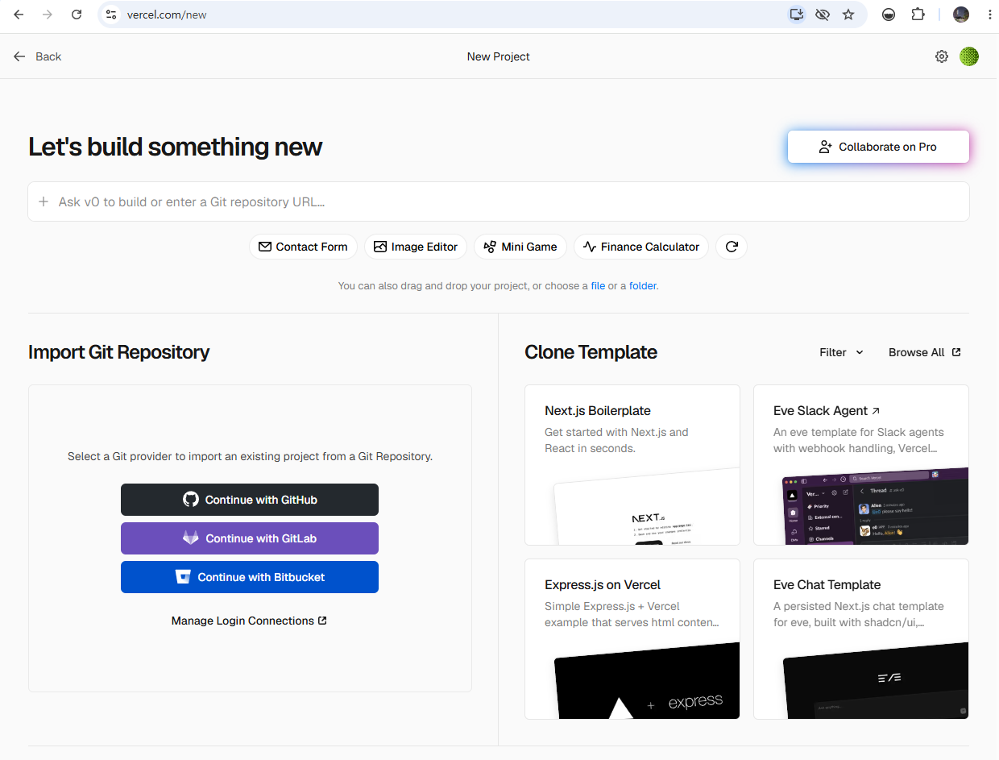 vercel.com/new
Back
New Project
Let's build something new
Collaborate on Pro
Ask v0 to build or enter a Git repository URL...
Contact Form
Image Editor
Mini Game
Finance Calculator
You can also drag and drop your project, or choose a file or a folder.
Import Git Repository
Select a Git provider to import an existing project from a Git Repository.
Continue with GitHub
Continue with GitLab
Continue with Bitbucket
Manage Login Connections
Clone Template
Filter
Browse All
Next.js Boilerplate
Get started with Next.js and
React in seconds.
NEXT.JS
Eve Slack Agent
An eve template for Slack agents
with webhook handling, Vercel...
Search Vercel
Ver...
Thread
Priority
External con...
Starred
Channels
Home
DMs
Allen
please say hello!
Hello, Allen!
Express.js on Vercel
Simple Express.js + Vercel
example that serves html conten...
+ express
Eve Chat Template
A persisted Next.js chat template
for eve, built with shadcn/ui,...